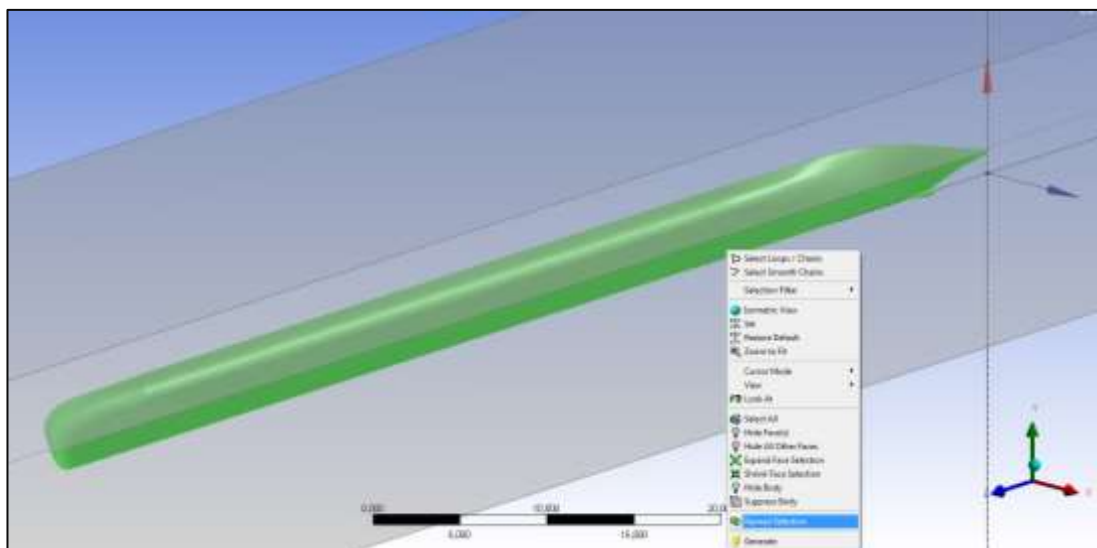 Select Loops / Chains
Select Smooth Chains
Selection Filter
Isometric View
Set
Restore Default
Zoom to Fit
Cursor Mode
View
Look At
Select All
Hide Face(s)
Hide All Other Faces
Expand Face Selection
Shrink Face Selection
Hide Body
Suppress Body
Named Selection
Generate
0,000
10,000
20,00
5,000
15,000